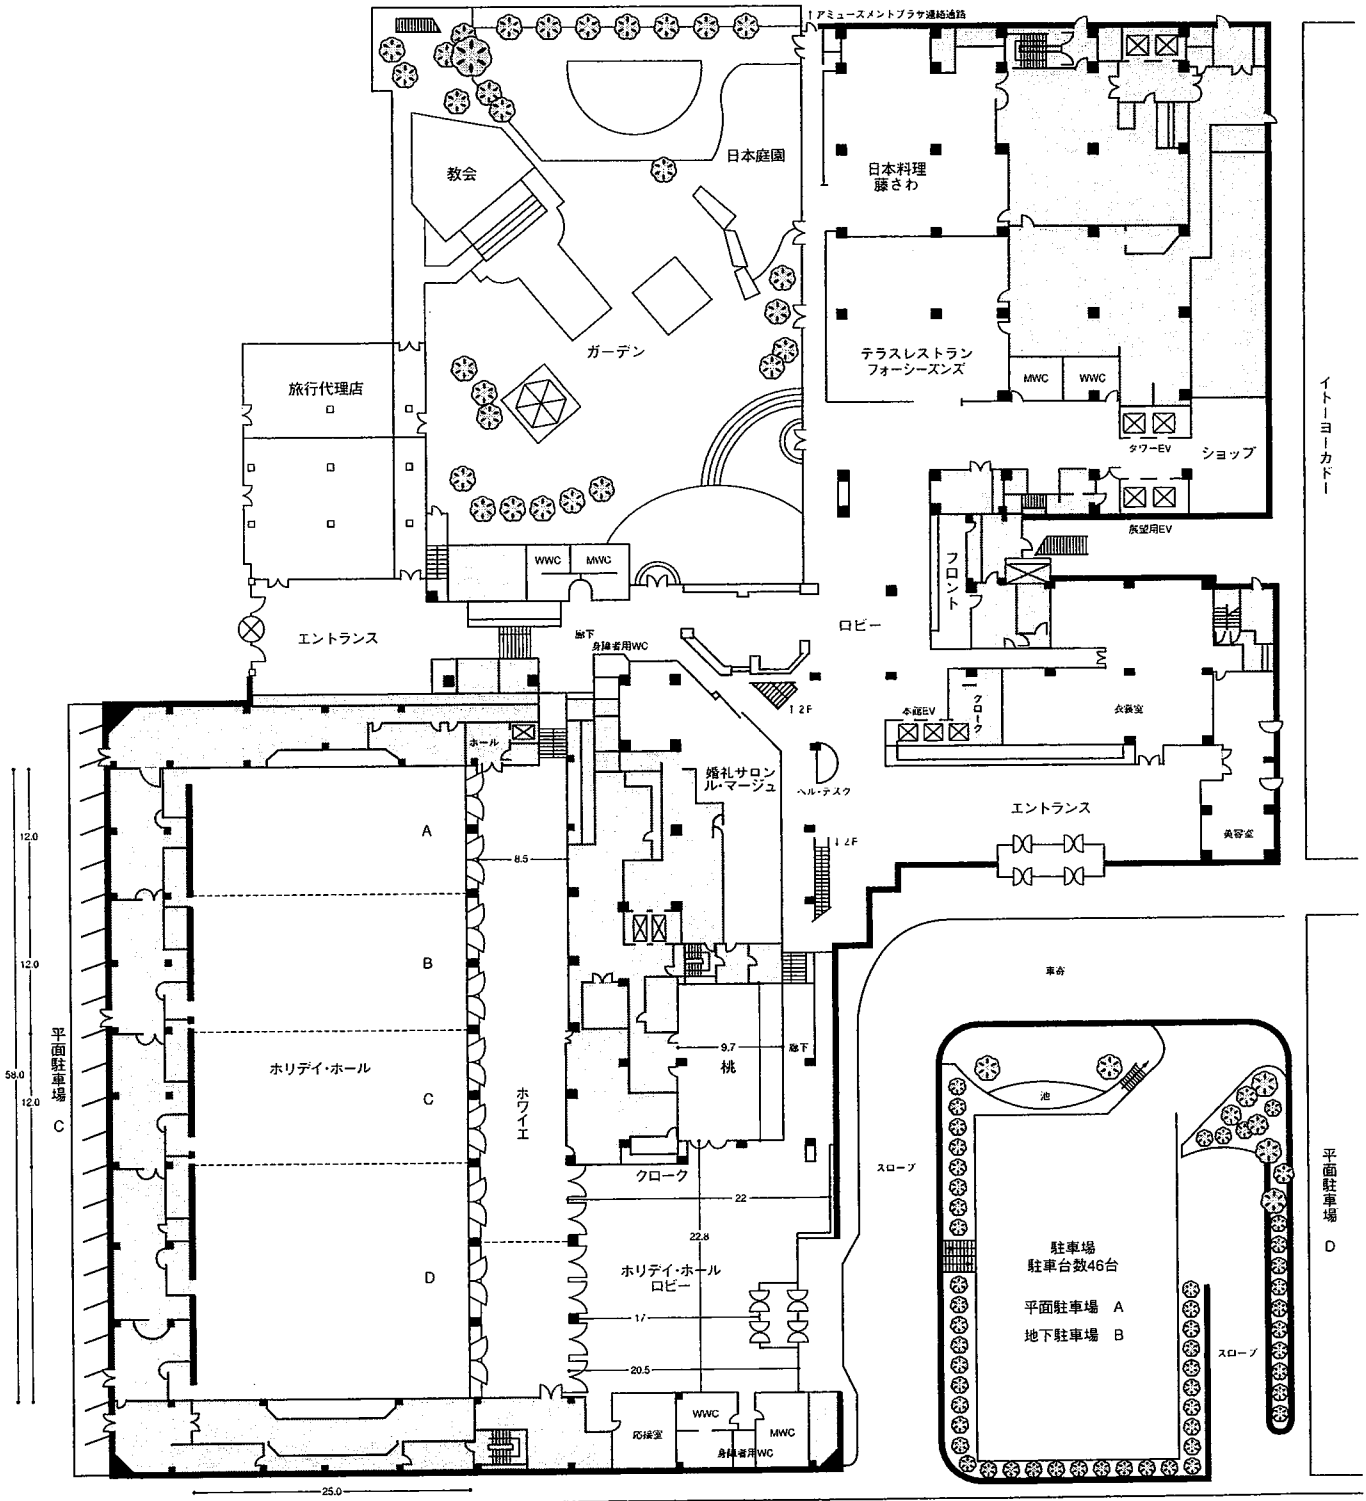 ↑アミューズメントプラザ連絡通路
教会
日本庭園
日本料理
藤さわ
ガーデン
テラスレストラン
フォーシーズンズ
MWC
WWC
旅行代理店
タワーEV
ショップ
展望用EV
イトーヨーカドー
WWC
MWC
フロント
ロビー
エントランス
廊下
身障者用WC
↑2F
本館EV
クローク
衣裳室
ホール
婚礼サロン
ル・マージュ
ベル・デスク
エントランス
美容室
↓2F
A
8.5
12.0
B
12.0
車寄
平面駐車場 C
58.0
ホリデイ・ホール
C
12.0
ホワイエ
9.7
桃
廊下
池
クローク
スロープ
22
22.8
平面駐車場 D
D
ホリデイ・ホール
ロビー
17
20.5
駐車場
駐車台数46台
平面駐車場 A
地下駐車場 B
スロープ
応接室
WWC
MWC
身障者用WC
25.0